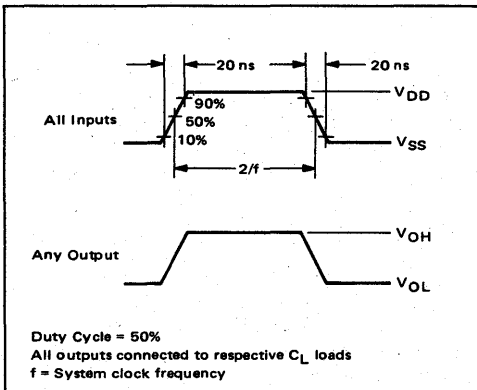 20 ns
20 ns
V_DD
90%
All Inputs
50%
10%
V_SS
2/f
V_OH
Any Output
V_OL
Duty Cycle = 50%
All outputs connected to respective C_L loads
f = System clock frequency